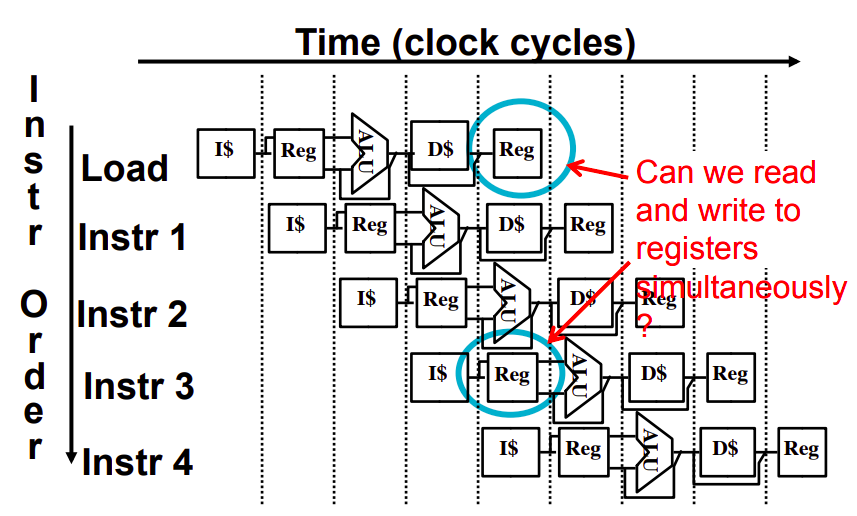 Time (clock cycles)
Instr Order
Load
I$ Reg ALU D$ Reg
Can we read
and write to
registers
simultaneously
?
Instr 1
I$ Reg ALU D$ Reg
Instr 2
I$ Reg ALU D$ Reg
Instr 3
I$ Reg ALU D$ Reg
Instr 4
I$ Reg ALU D$ Reg